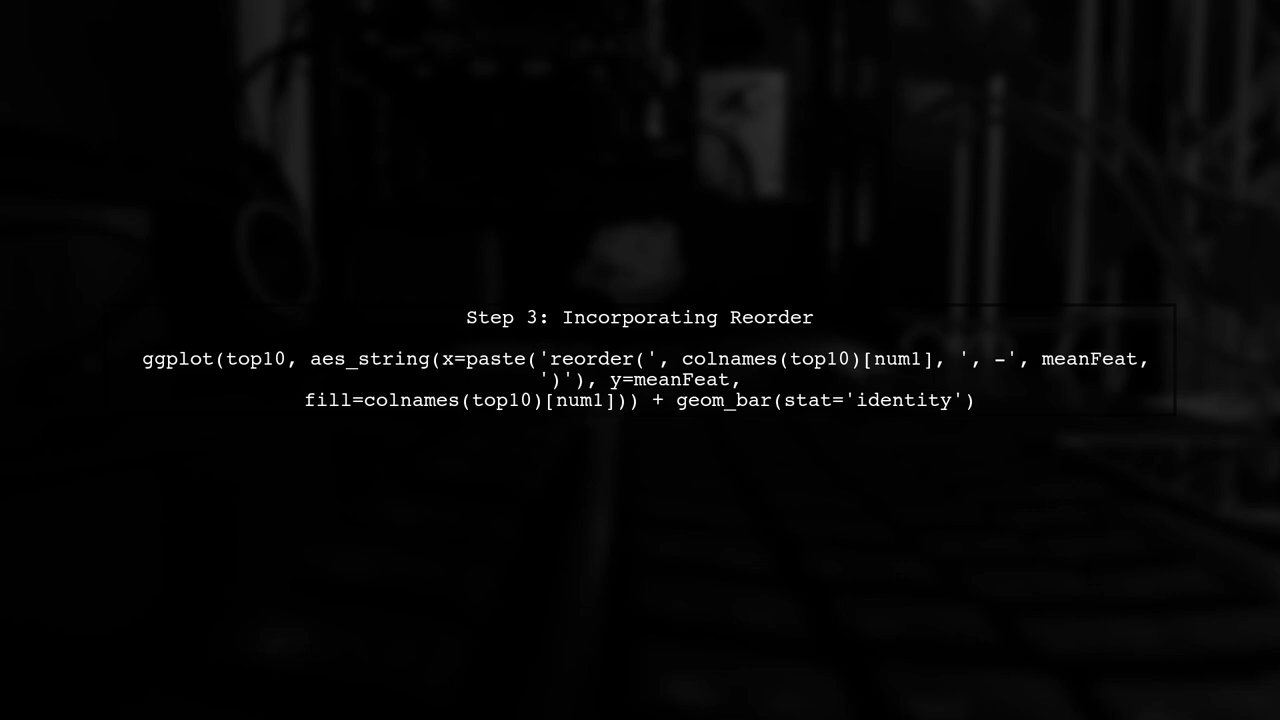 Step 3: Incorporating Reorder
ggplot(top10, aes_string(x=paste('reorder(', colnames(top10)[num1], ', -', meanFeat,
')'), y=meanFeat,
fill=colnames(top10)[num1])) + geom_bar(stat='identity')